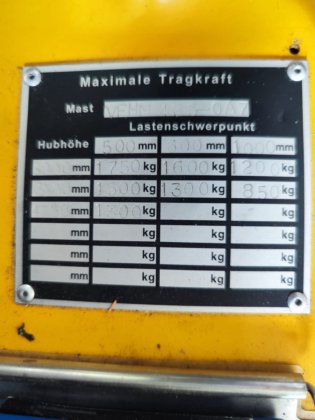 Maximale Tragkraft
Mast
Lastenschwerpunkt
Hubhöhe 500 mm mm 1000 mm
mm 1750 kg 1600 kg 1200 kg
mm 1500 kg 1300 kg 850 kg
mm 1300 kg kg kg
mm kg kg kg
mm kg kg kg
mm kg kg kg